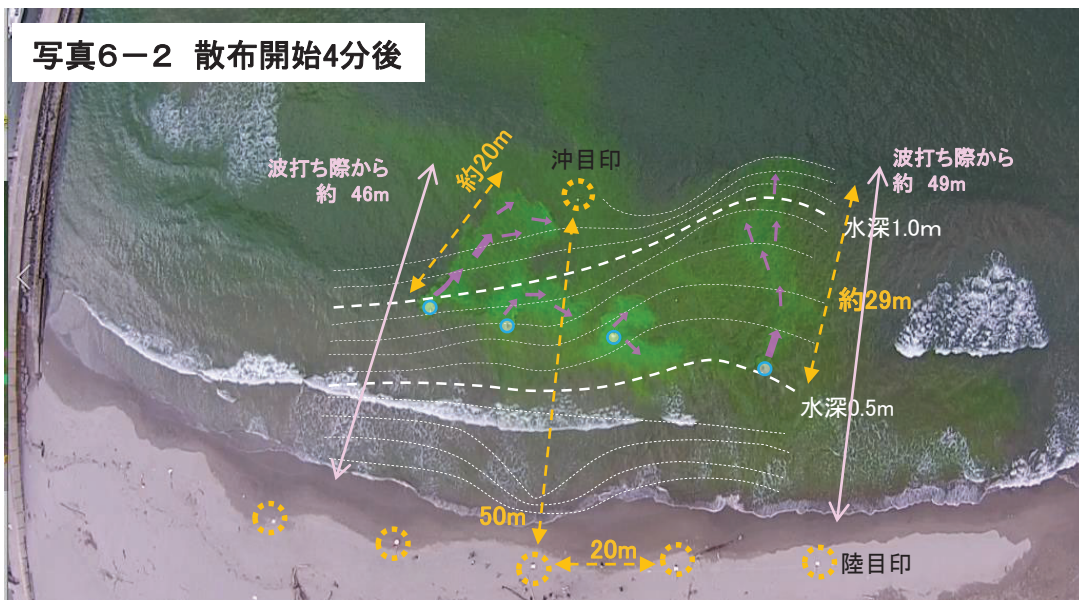 写真6-2 散布開始4分後
波打ち際から
約 46m
約20m
沖目印
波打ち際から
約 49m
水深1.0m
約29m
水深0.5m
50m
20m
陸目印